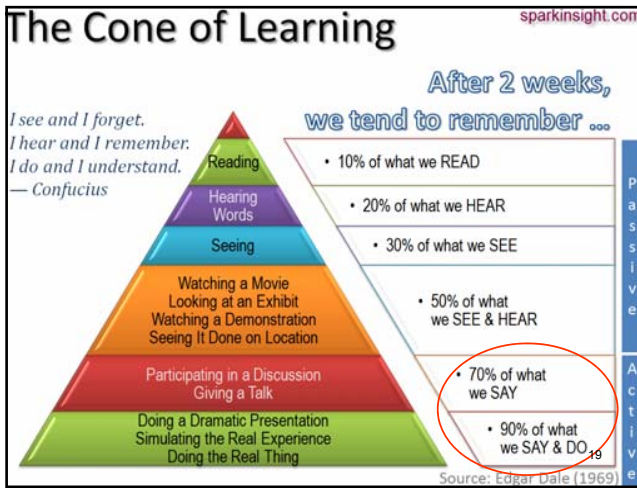 The Cone of Learning
sparkinsight.com
After 2 weeks,
we tend to remember ...
I see and I forget.
I hear and I remember.
I do and I understand.
— Confucius
Reading
• 10% of what we READ
Hearing
Words
• 20% of what we HEAR
Seeing
• 30% of what we SEE
Watching a Movie
Looking at an Exhibit
Watching a Demonstration
Seeing It Done on Location
• 50% of what
we SEE & HEAR
Passive
Participating in a Discussion
Giving a Talk
• 70% of what
we SAY
Doing a Dramatic Presentation
Simulating the Real Experience
Doing the Real Thing
• 90% of what
we SAY & DO
19
Active
Source: Edgar Dale (1969)